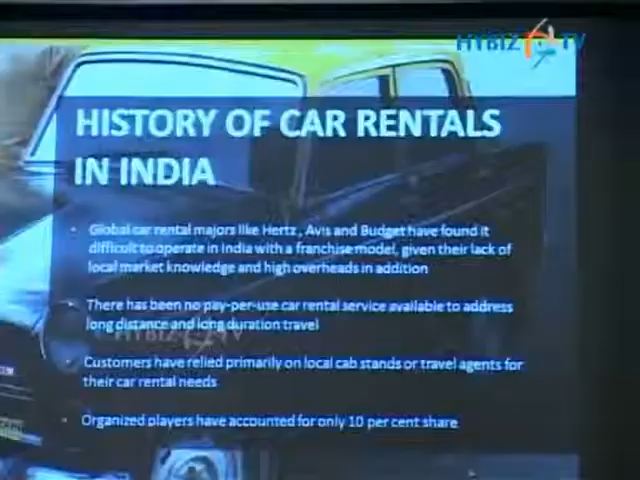 HYBIZ TV
HISTORY OF CAR RENTALS
IN INDIA
• Global car rental majors like Hertz , Avis and Budget have found it
difficult to operate in India with a franchise model, given their lack of
local market knowledge and high overheads in addition
• There has been no pay-per-use car rental service available to address
long distance and long duration travel
HYBIZ TV
• Customers have relied primarily on local cab stands or travel agents for
their car rental needs
• Organized players have accounted for only 10 per cent share